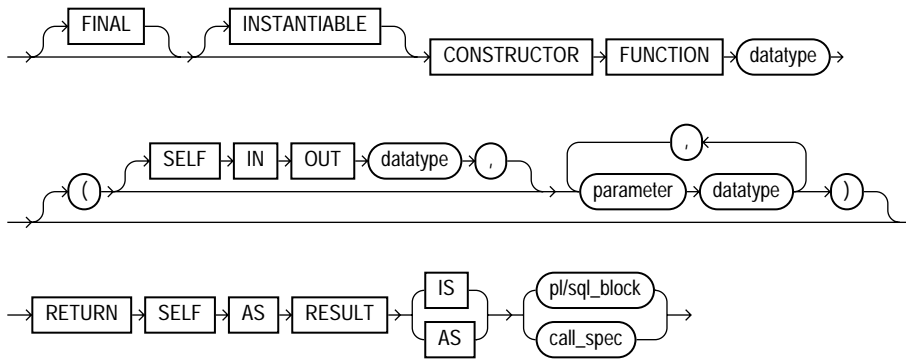 FINAL INSTANTIABLE
CONSTRUCTOR FUNCTION datatype
,
SELF IN OUT datatype ,
( parameter datatype )
IS pl/sql_block
RETURN SELF AS RESULT
AS call_spec